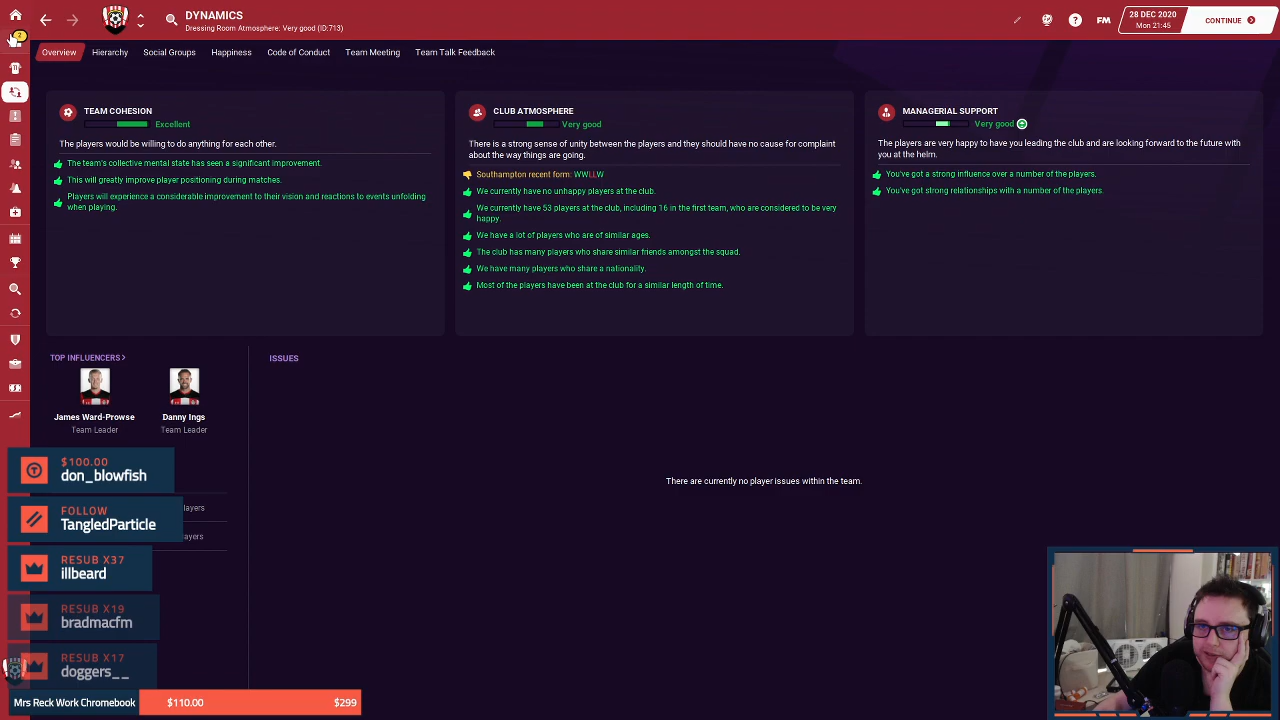 DYNAMICS
Dressing Room Atmosphere: Very good (ID:713)
2
FM
28 DEC 2020
Mon 21:45
CONTINUE
Overview
Hierarchy
Social Groups
Happiness
Code of Conduct
Team Meeting
Team Talk Feedback
TEAM COHESION
Excellent
The players would be willing to do anything for each other.
The team's collective mental state has seen a significant improvement.
This will greatly improve player positioning during matches.
Players will experience a considerable improvement to their vision and reactions to events unfolding
when playing.
CLUB ATMOSPHERE
Very good
There is a strong sense of unity between the players and they should have no cause for complaint
about the way things are going.
Southampton recent form: WWLLW
We currently have no unhappy players at the club.
We currently have 53 players at the club, including 16 in the first team, who are considered to be very
happy.
We have a lot of players who are of similar ages.
The club has many players who share similar friends amongst the squad.
We have many players who share a nationality.
Most of the players have been at the club for a similar length of time.
MANAGERIAL SUPPORT
Very good
The players are very happy to have you leading the club and are looking forward to the future with
you at the helm.
You've got a strong influence over a number of the players.
You've got strong relationships with a number of players.
TOP INFLUENCERS
James Ward-Prowse
Team Leader
Danny Ings
Team Leader
ISSUES
There are currently no player issues within the team.
$100.00
don_blowfish
FOLLOW
TangledParticle
layers
RESUB X37
illbeard
ayers
RESUB X19
bradmacfm
RESUB X17
doggers__
Mrs Reck Work Chromebook
$110.00
$299